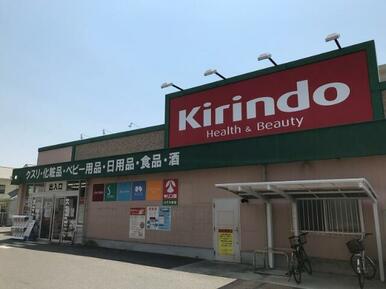 Kirindo
Health & Beauty
クスリ・化粧品・ベビー用品・日用品・食品・酒
出入口